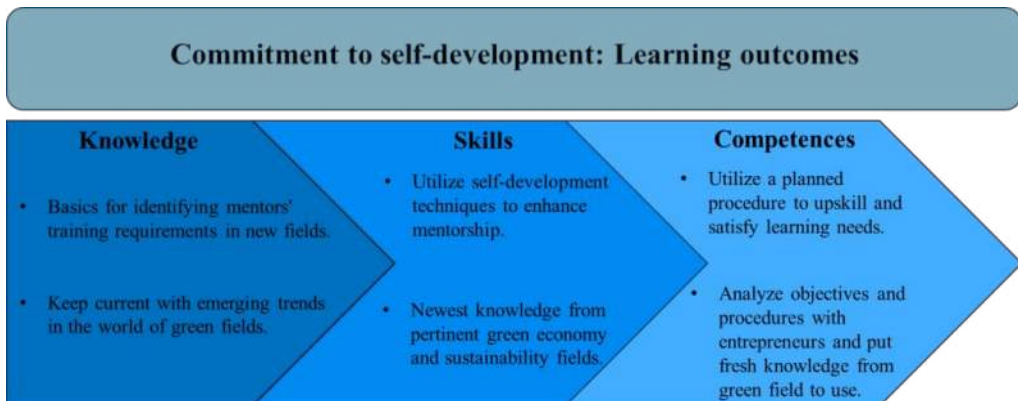 Commitment to self-development: Learning outcomes
Knowledge
• Basics for identifying mentors'
training requirements in new fields.
• Keep current with emerging trends
in the world of green fields.
Skills
• Utilize self-development
techniques to enhance
mentorship.
• Newest knowledge from
pertinent green economy
and sustainability fields.
Competences
• Utilize a planned
procedure to upskill and
satisfy learning needs.
• Analyze objectives and
procedures with
entrepreneurs and put
fresh knowledge from
green field to use.